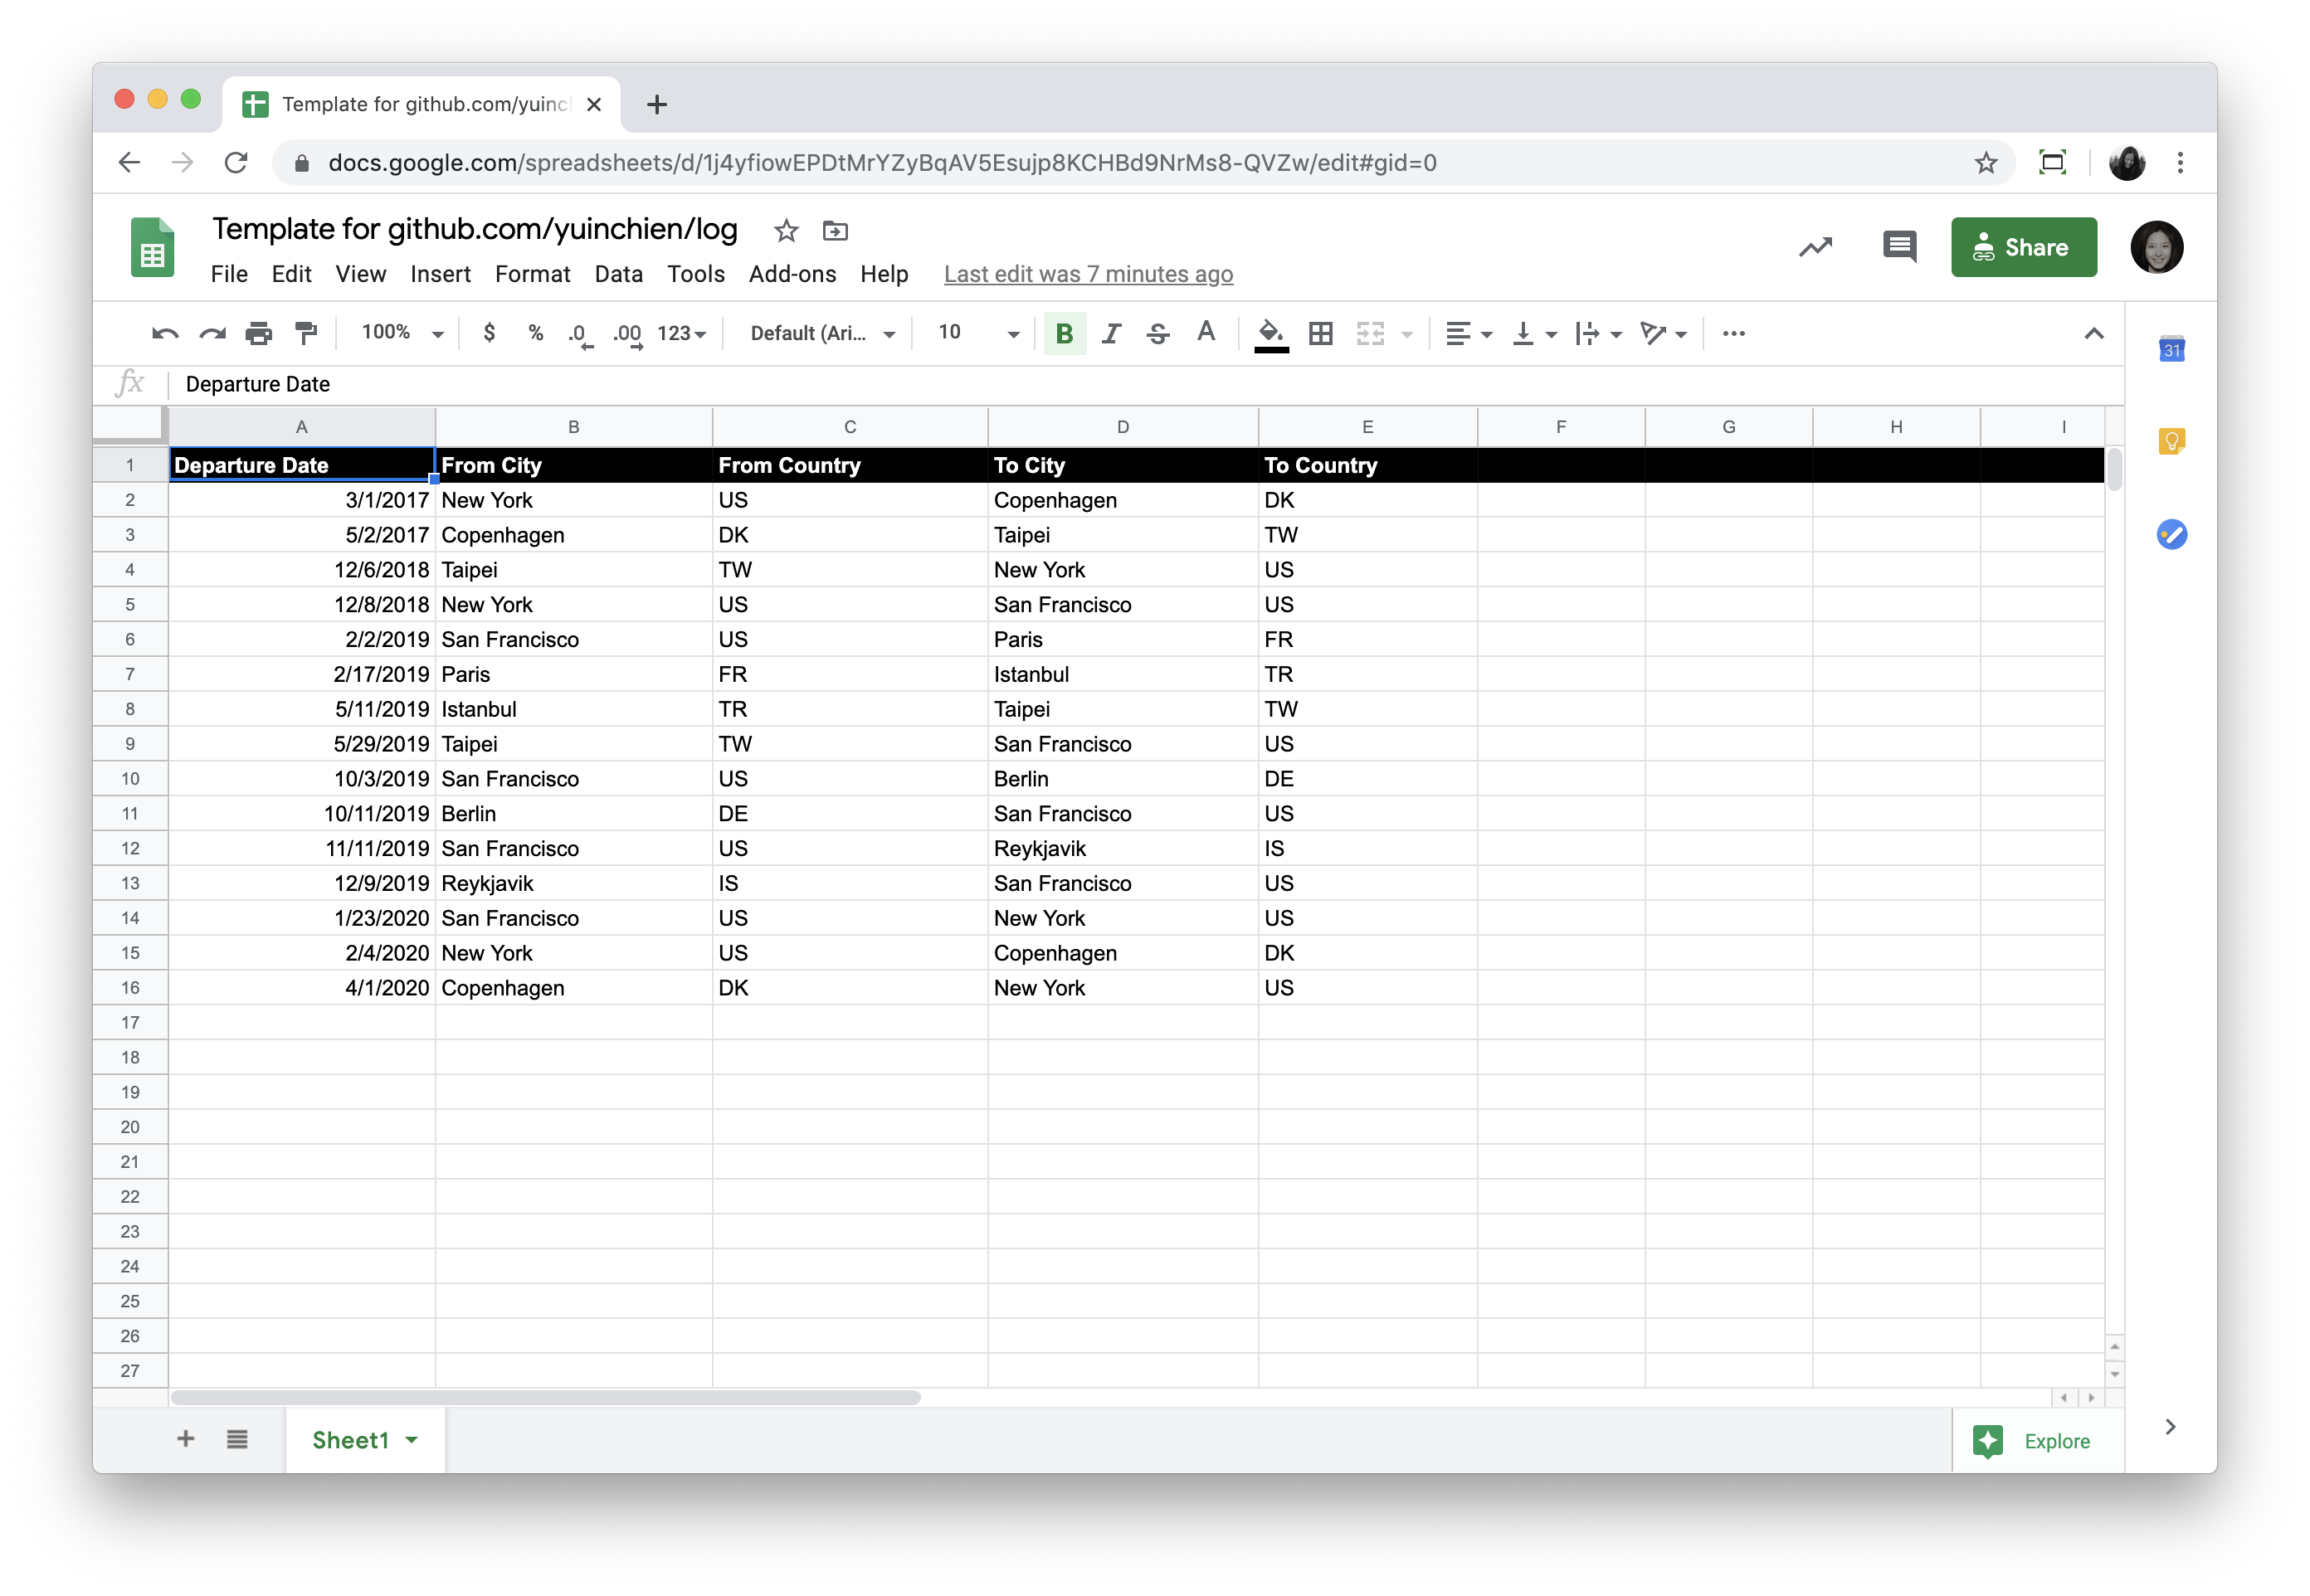 Template for github.com/yuinc
docs.google.com/spreadsheets/d/1j4yfiowEPDtMrYZyBqAV5Esujp8KCHBd9NrMs8-QVZw/edit#gid=0
Template for github.com/yuinchien/log
File Edit View Insert Format Data Tools Add-ons Help Last edit was 7 minutes ago
Share
100% $ % .0 .00 123 Default (Ari... 10 B I S A
31
fx Departure Date
A B C D E F G H I
1 Departure Date From City From Country To City To Country
2 3/1/2017 New York US Copenhagen DK
3 5/2/2017 Copenhagen DK Taipei TW
4 12/6/2018 Taipei TW New York US
5 12/8/2018 New York US San Francisco US
6 2/2/2019 San Francisco US Paris FR
7 2/17/2019 Paris FR Istanbul TR
8 5/11/2019 Istanbul TR Taipei TW
9 5/29/2019 Taipei TW San Francisco US
10 10/3/2019 San Francisco US Berlin DE
11 10/11/2019 Berlin DE San Francisco US
12 11/11/2019 San Francisco US Reykjavik IS
13 12/9/2019 Reykjavik IS San Francisco US
14 1/23/2020 San Francisco US New York US
15 2/4/2020 New York US Copenhagen DK
16 4/1/2020 Copenhagen DK New York US
17
18
19
20
21
22
23
24
25
26
27
Sheet1
Explore